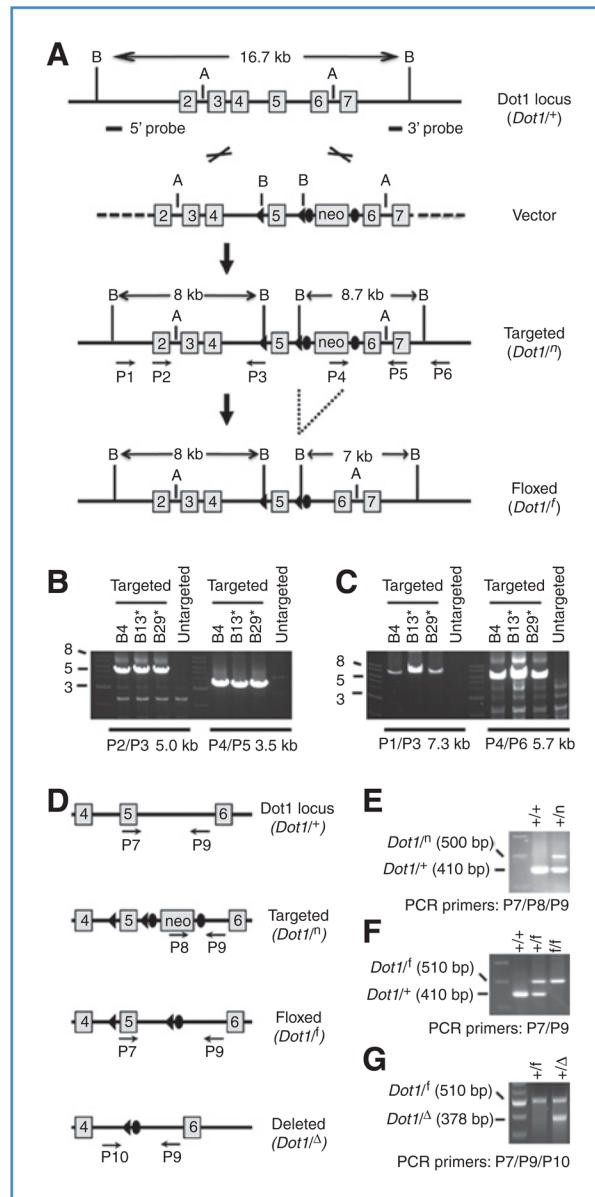 A
B 16.7 kb B
A A
2 3 4 5 6 7
Dot1 locus
(Dot1/+)
5' probe 3' probe
A B B A
2 3 4 5 neo 6 7
Vector
B 8 kb B B 8.7 kb B
A A
2 3 4 5 neo 6 7
Targeted
(Dot1/n)
P1 P2 P3 P4 P5 P6
B 8 kb B B 7 kb B
A A
2 3 4 5 6 7
Floxed
(Dot1/f)
B
Targeted Targeted
B4 B13* B29* Untargeted B4 B13* B29* Untargeted
8
5
3
P2/P3 5.0 kb P4/P5 3.5 kb
C
Targeted Targeted
B4 B13* B29* Untargeted B4 B13* B29* Untargeted
8
5
3
P1/P3 7.3 kb P4/P6 5.7 kb
D
4 5 6
P7 P9
Dot1 locus
(Dot1/+)
4 5 neo 6
P8 P9
Targeted
(Dot1/n)
4 5 6
P7 P9
Floxed
(Dot1/f)
4 6
P10 P9
Deleted
(Dot1/Δ)
E
+/+ +/n
Dot1/n (500 bp)
Dot1/+ (410 bp)
PCR primers: P7/P8/P9
F
+/+ +/f f/f
Dot1/f (510 bp)
Dot1/+ (410 bp)
PCR primers: P7/P9
G
+/f +/Δ
Dot1/f (510 bp)
Dot1/Δ (378 bp)
PCR primers: P7/P9/P10